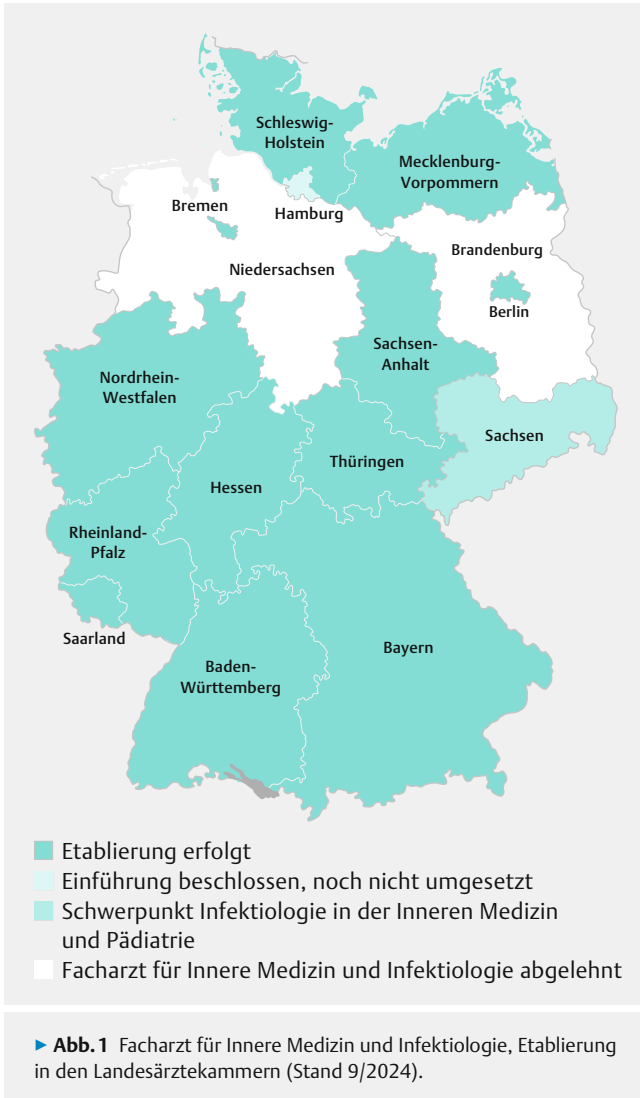 Schleswig-
Holstein
Mecklenburg-
Vorpommern
Bremen
Hamburg
Brandenburg
Niedersachsen
Berlin
Sachsen-
Anhalt
Nordrhein-
Westfalen
Sachsen
Thüringen
Hessen
Rheinland-
Pfalz
Saarland
Bayern
Baden-
Württemberg
Etablierung erfolgt
Einführung beschlossen, noch nicht umgesetzt
Schwerpunkt Infektiologie in der Inneren Medizin
und Pädiatrie
Facharzt für Innere Medizin und Infektiologie abgelehnt
▶ Abb. 1 Facharzt für Innere Medizin und Infektiologie, Etablierung
in den Landesärztekammern (Stand 9/2024).